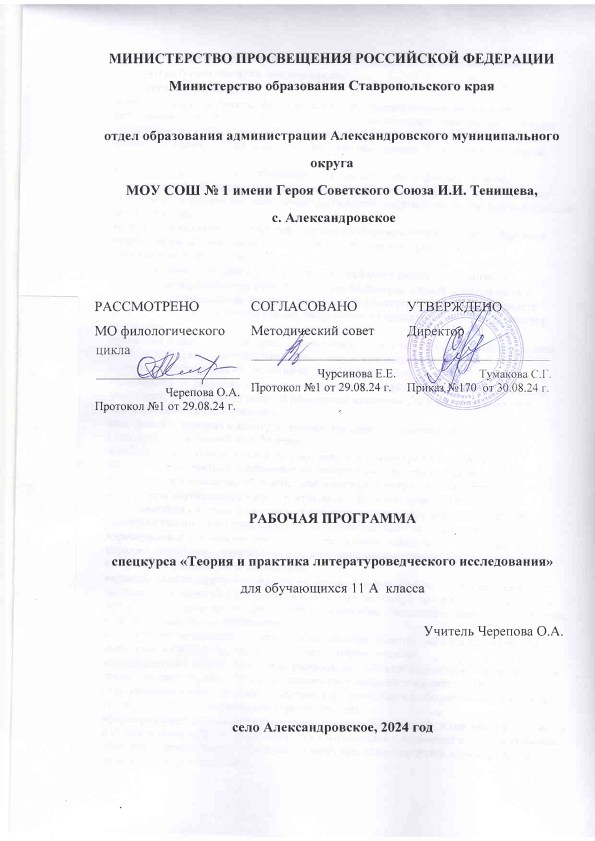 МИНИСТЕРСТВО ПРОСВЕЩЕНИЯ РОССИЙСКОЙ ФЕДЕРАЦИИ
Министерство образования Ставропольского края
отдел образования администрации Александровского муниципального
округа
МОУ СОШ № 1 имени Героя Советского Союза И.И. Тенищева,
с. Александровское
РАССМОТРЕНО
МО филологического
цикла
Черепова О.А.
Протокол №1 от 29.08.24 г.
СОГЛАСОВАНО
Методический совет
Чурсинова Е.Е.
Протокол №1 от 29.08.24 г.
УТВЕРЖДЕНО
Директор
Тумакова С.Г.
Приказ №170 от 30.08.24 г.
РАБОЧАЯ ПРОГРАММА
спецкурса «Теория и практика литературоведческого исследования»
для обучающихся 11 А класса
Учитель Черепова О.А.
село Александровское, 2024 год